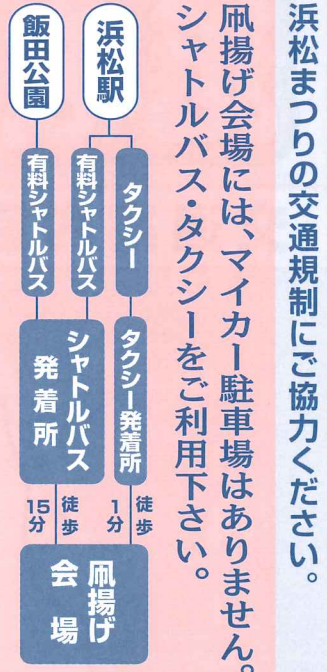 浜松まつりの交通規制にご協力ください。
凧揚げ会場には、マイカー駐車場はありません。
シャトルバス・タクシーをご利用下さい。
浜松駅
タクシー
タクシー発着所
徒歩
1分
有料シャトルバス
飯田公園
有料シャトルバス
シャトルバス
発着所
徒歩
15分
凧揚げ
会場